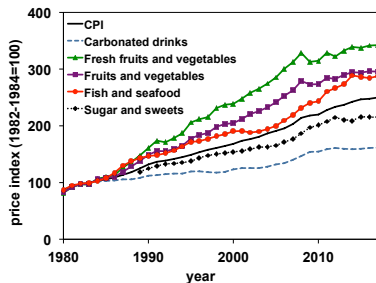 400
300
200
100
0
1980
1990
2000
2010
price index (1982-1984=100)
year
CPI
Carbonated drinks
Fresh fruits and vegetables
Fruits and vegetables
Fish and seafood
Sugar and sweets